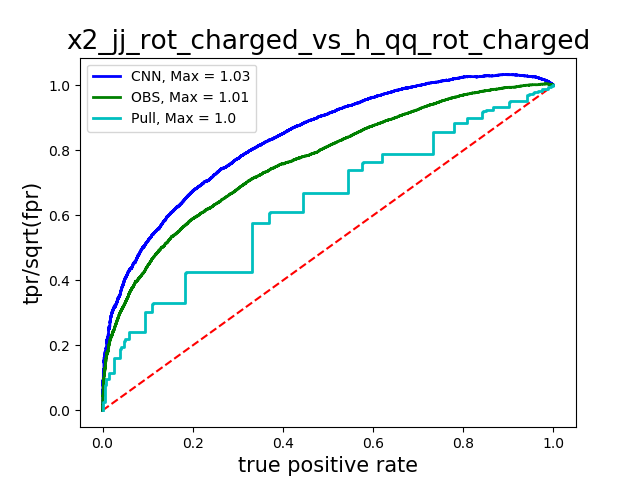 x2_jj_rot_charged_vs_h_qq_rot_charged
CNN, Max = 1.03
OBS, Max = 1.01
Pull, Max = 1.0
tpr/sqrt(fpr)
1.0
0.8
0.6
0.4
0.2
0.0
0.0 0.2 0.4 0.6 0.8 1.0
true positive rate